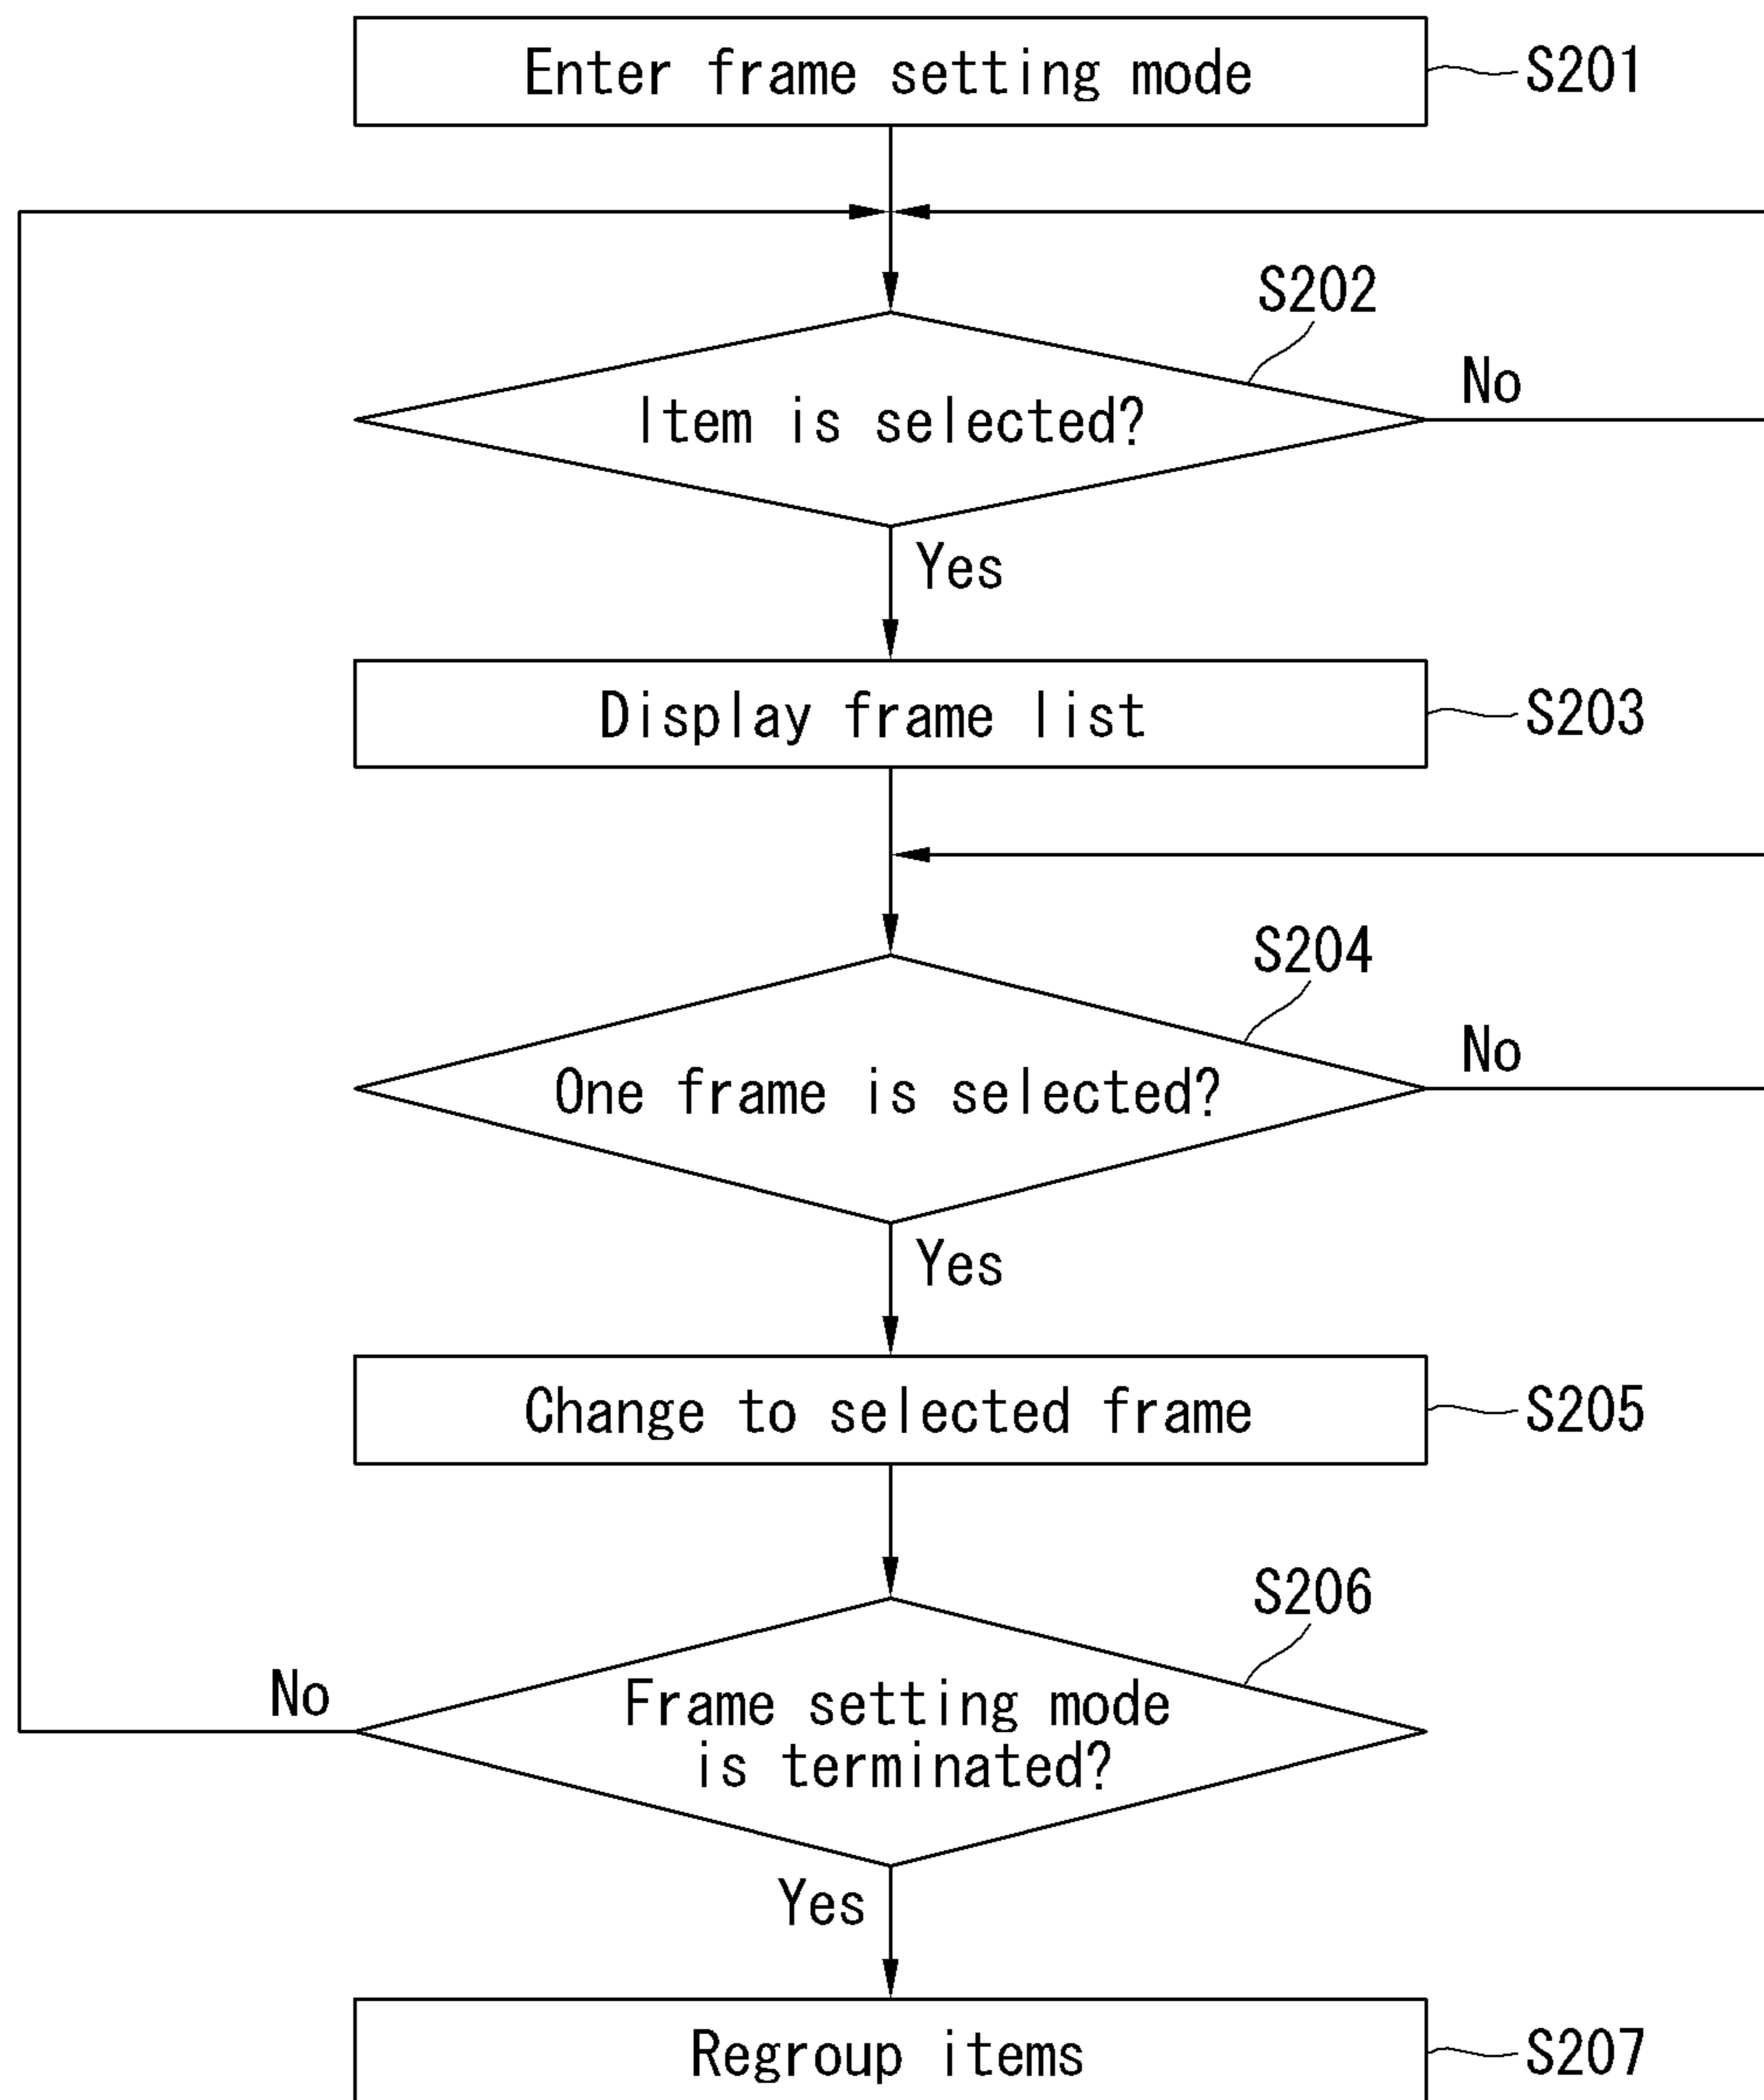 Enter frame setting mode
S201
S202
Item is selected?
No
Yes
Display frame list
S203
S204
One frame is selected?
No
Yes
Change to selected frame
S205
S206
Frame setting mode
is terminated?
No
Yes
Regroup items
S207